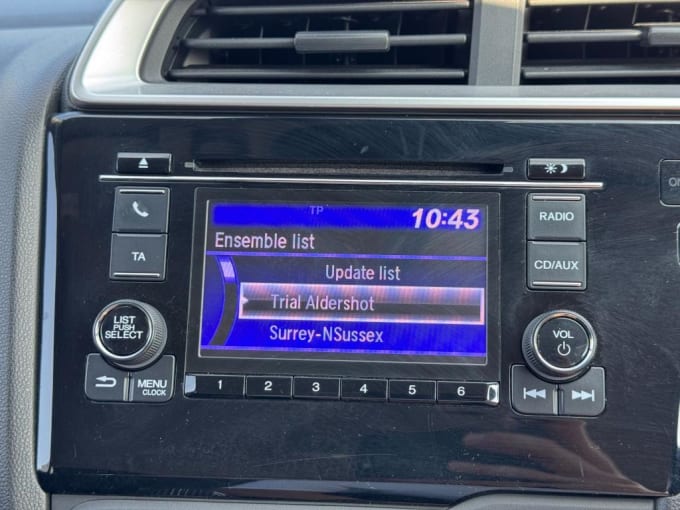 TP 10:43
Ensemble list
Update list
Trial Aldershot
Surrey-NSussex
TA
LIST
PUSH
SELECT
MENU
CLOCK
1 2 3 4 5 6
RADIO
CD/AUX
VOL